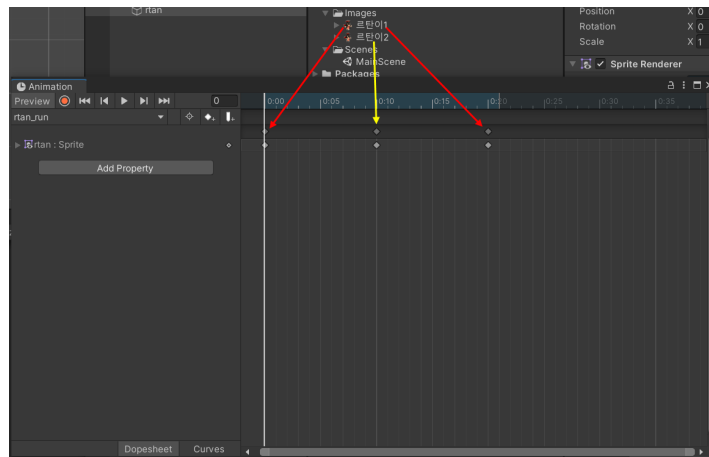 rtan
Images
르탄이1
르탄이2
Scenes
MainScene
Packages
Position X 0
Rotation X 0
Scale X 1
Sprite Renderer
Animation
Preview 0
0:00 0:05 0:10 0:15 0:20 0:25 0:30 0:35
rtan_run
rtan : Sprite
Add Property
Dopesheet Curves